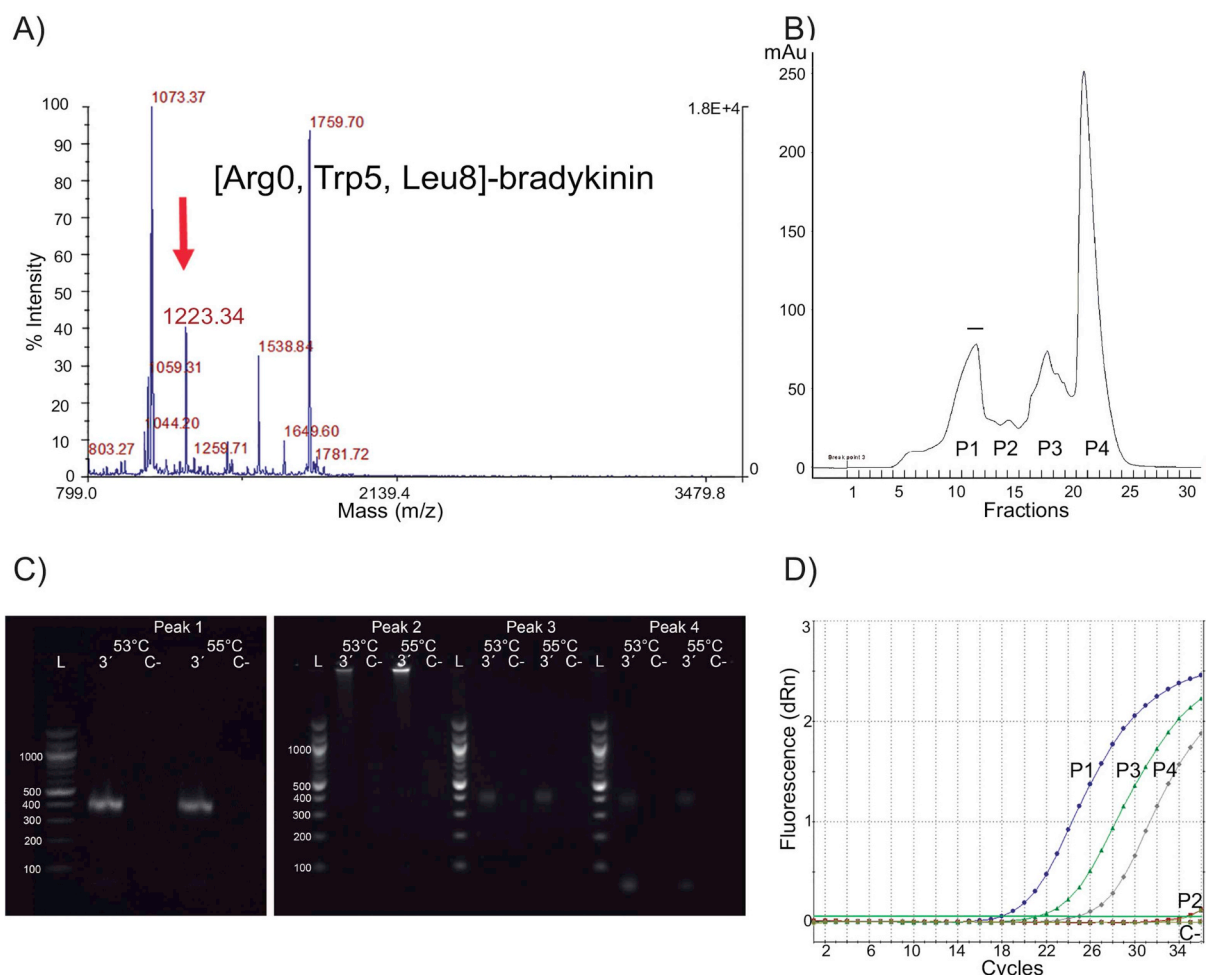 A)
100
90
80
70
60
50
40
30
20
10
0
% Intensity
1073.37
1759.70
[Arg0, Trp5, Leu8]-bradykinin
1223.34
1538.84
1059.31
1044.20
1649.60
803.27
1259.71
1781.72
1.8E+4
0
799.0
2139.4
3479.8
Mass (m/z)
B)
mAu
250
200
150
100
50
0
P1 P2 P3 P4
Break point 3
1 5 10 15 20 25 30
Fractions
C)
Peak 1
53°C 55°C
L 3´ C- 3´ C-
1000
500
400
300
200
100
Peak 2 Peak 3 Peak 4
53°C 55°C 53°C 55°C 53°C 55°C
L 3´ C- 3´ C- L 3´ C- 3´ C- L 3´ C- 3´ C-
1000
500
400
300
200
100
D)
3
2
1
0
Fluorescence (dRn)
P1 P3 P4
P2
C-
2 6 10 14 18 22 26 30 34
Cycles